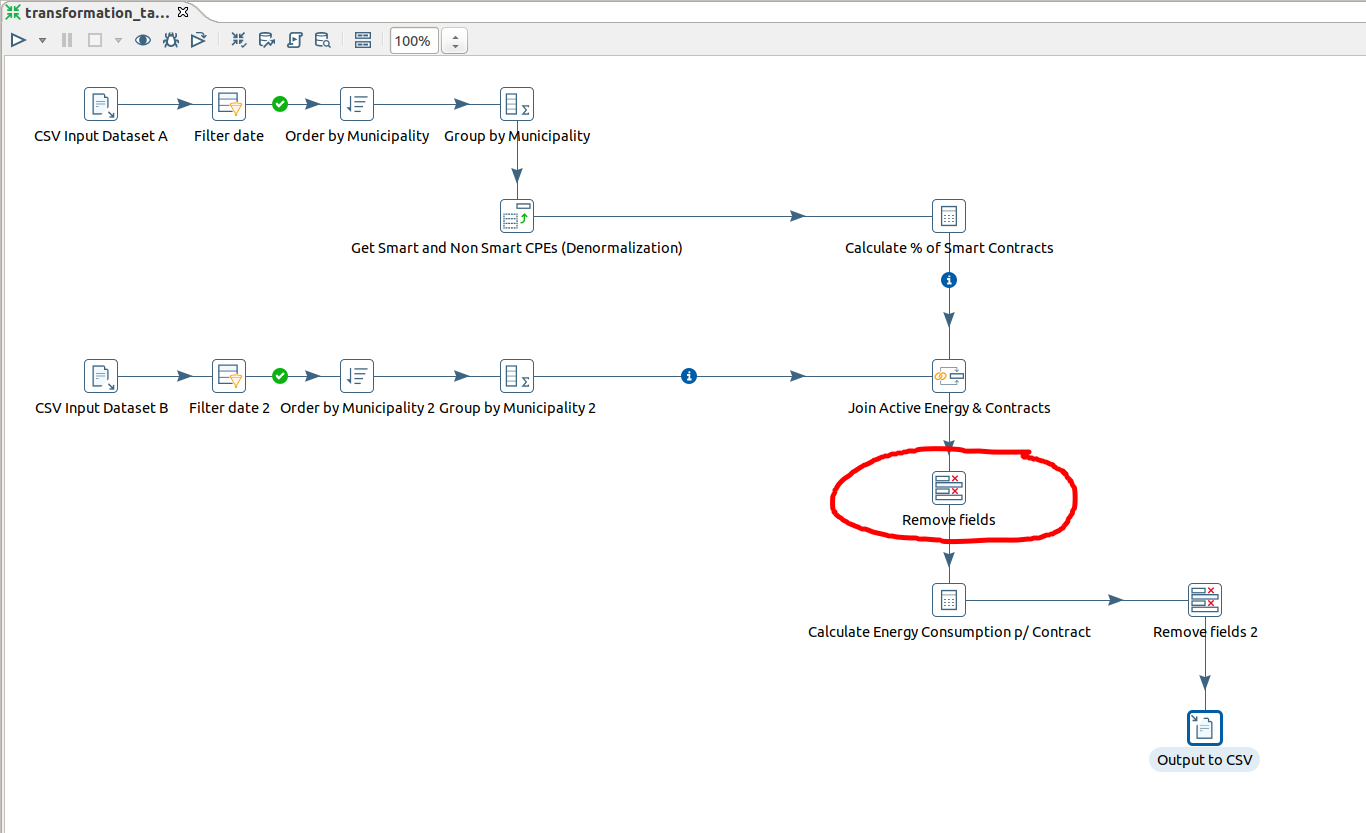 transformation_ta...
100%
CSV Input Dataset A
Filter date
Order by Municipality
Group by Municipality
Get Smart and Non Smart CPEs (Denormalization)
Calculate % of Smart Contracts
CSV Input Dataset B
Filter date 2
Order by Municipality 2
Group by Municipality 2
Join Active Energy & Contracts
Remove fields
Calculate Energy Consumption p/ Contract
Remove fields 2
Output to CSV